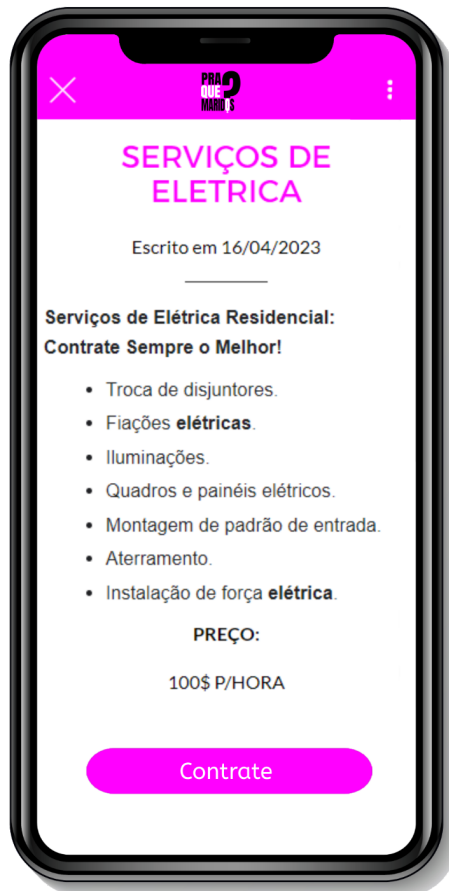 PRA
QUE
MARIDOS
?
SERVIÇOS DE
ELETRICA
Escrito em 16/04/2023
Serviços de Elétrica Residencial:
Contrate Sempre o Melhor!
• Troca de disjuntores.
• Fiações elétricas.
• Iluminações.
• Quadros e painéis elétricos.
• Montagem de padrão de entrada.
• Aterramento.
• Instalação de força elétrica.
PREÇO:
100$ P/HORA
Contrate